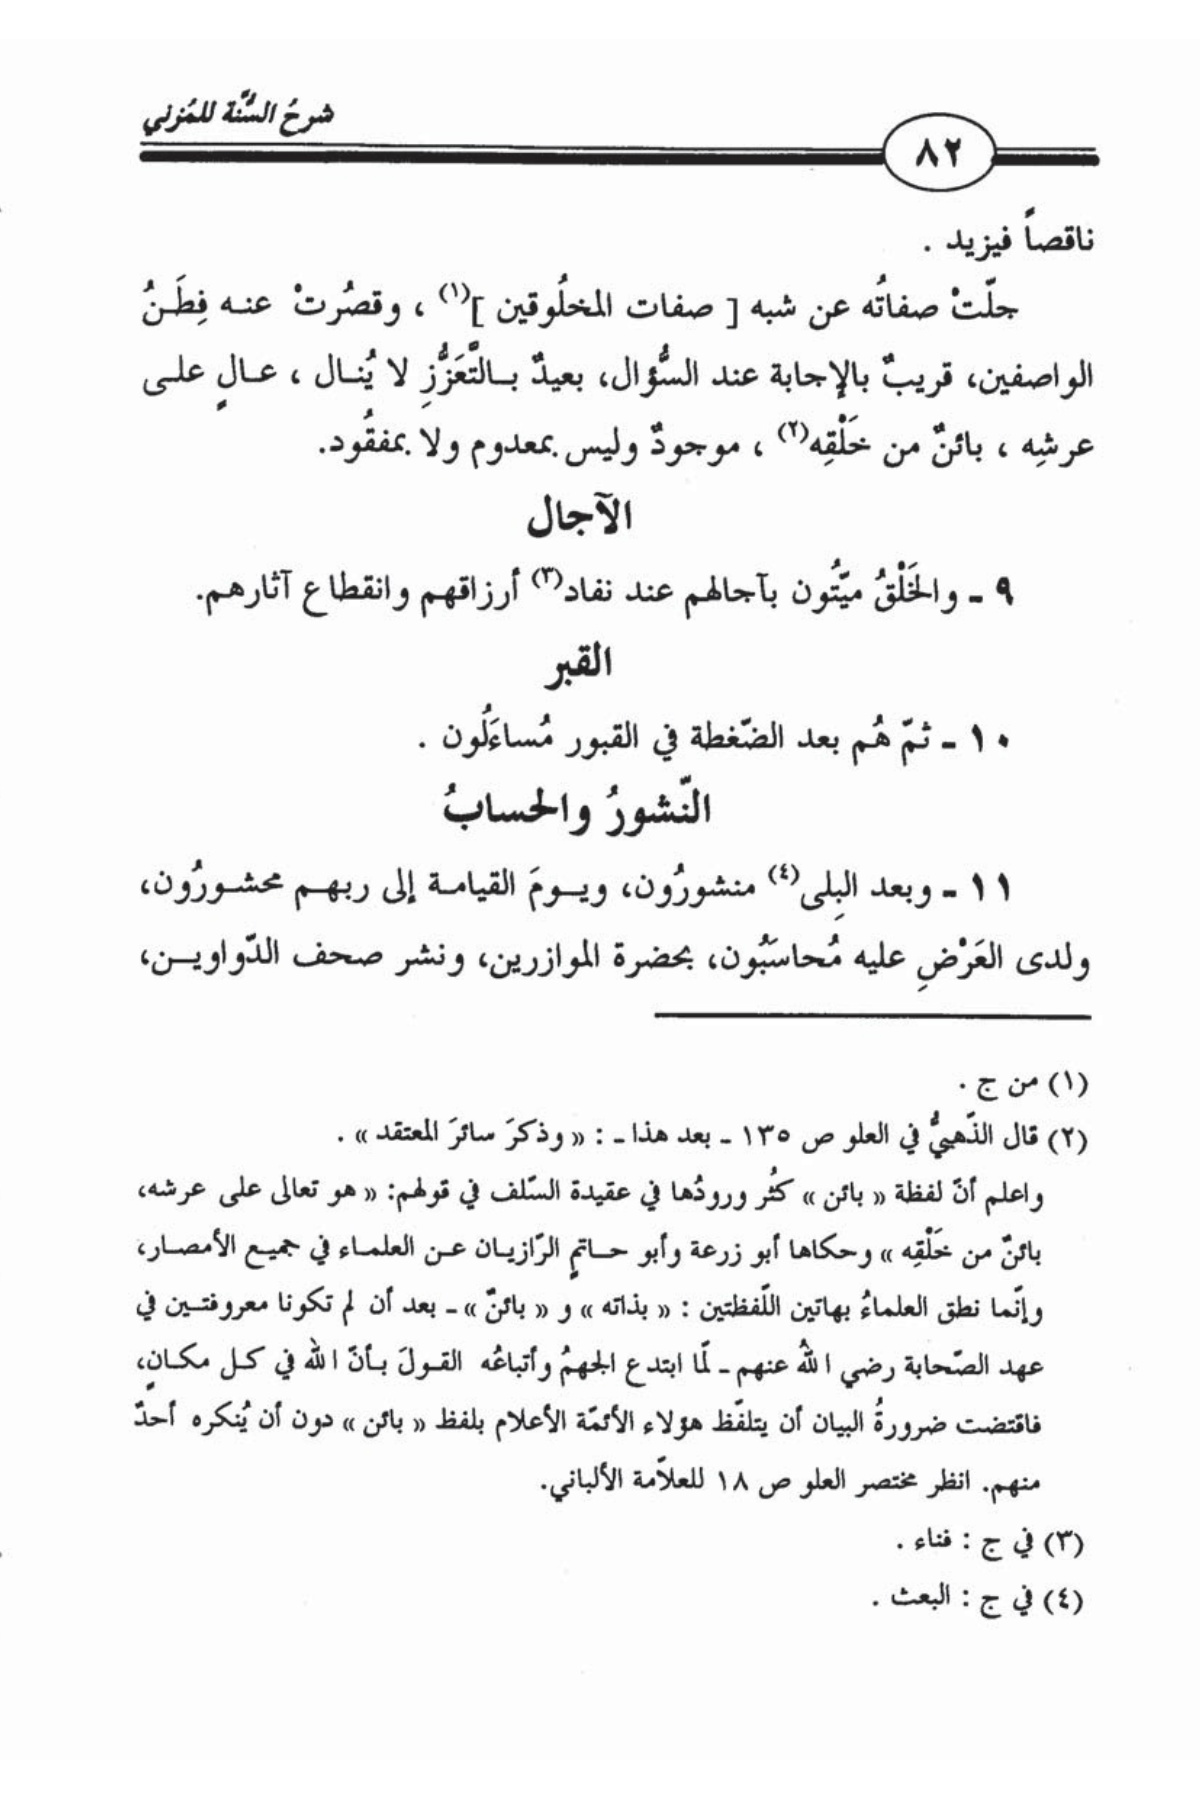 شرحُ السُّنَّة للمُزني
٨٢
ناقصاً فيزيد .
جلّتْ صفاتُه عن شبه [ صفات المخلُوقين ](١) ، وقصُرتْ عنه فِطَنُ
الواصفين، قريبٌ بالإجابة عند السُّؤال، بعيدٌ بالتَّعَزُّزِ لا يُنال ، عالٍ على
عرشِه ، بائنٌ من خَلْقِه(٢) ، موجودٌ وليس بمعدوم ولا بمفقُود.
الآجال
٩ ـ والخَلْقُ ميّتُون بآجالهم عند نفاد(٣) أرزاقهم وانقطاع آثارهم.
القبر
١٠ ـ ثمّ هُم بعد الضّغطة في القبور مُساءَلُون .
النّشورُ والحسابُ
١١ ـ وبعد البِلى(٤) منشورُون، ويومَ القيامة إلى ربهم محشورُون،
ولدى العَرْضِ عليه مُحاسَبُون، بحضرة الموازرين، ونشر صحف الدّواوين،
(١) من ج .
(٢) قال الذّهبيُّ في العلو ص ١٣٥ ـ بعد هذا ـ : « وذكرَ سائرَ المعتقد » .
واعلم أنّ لفظة « بائن » كثُر ورودُها في عقيدة السّلف في قولهم: « هو تعالى على عرشه،
بائنٌ من خَلْقِه » وحكاها أبو زرعة وأبو حاتمٍ الرّازيان عن العلماء في جميع الأمصار،
وإنّما نطق العلماءُ بهاتين اللّفظتين : « بذاته » و « بائنٌ » ـ بعد أن لم تكونا معروفتين في
عهد الصّحابة رضي اللهُ عنهم ـ لمّا ابتدع الجهمُ وأتباعُه القولَ بأنّ الله في كل مكانٍ،
فاقتضت ضرورةُ البيان أن يتلفّظ هؤلاء الأئمّة الأعلام بلفظ « بائن » دون أن يُنكره أحدٌ
منهم. انظر مختصر العلو ص ١٨ للعلاّمة الألباني.
(٣) في ج : فناء .
(٤) في ج : البعث .